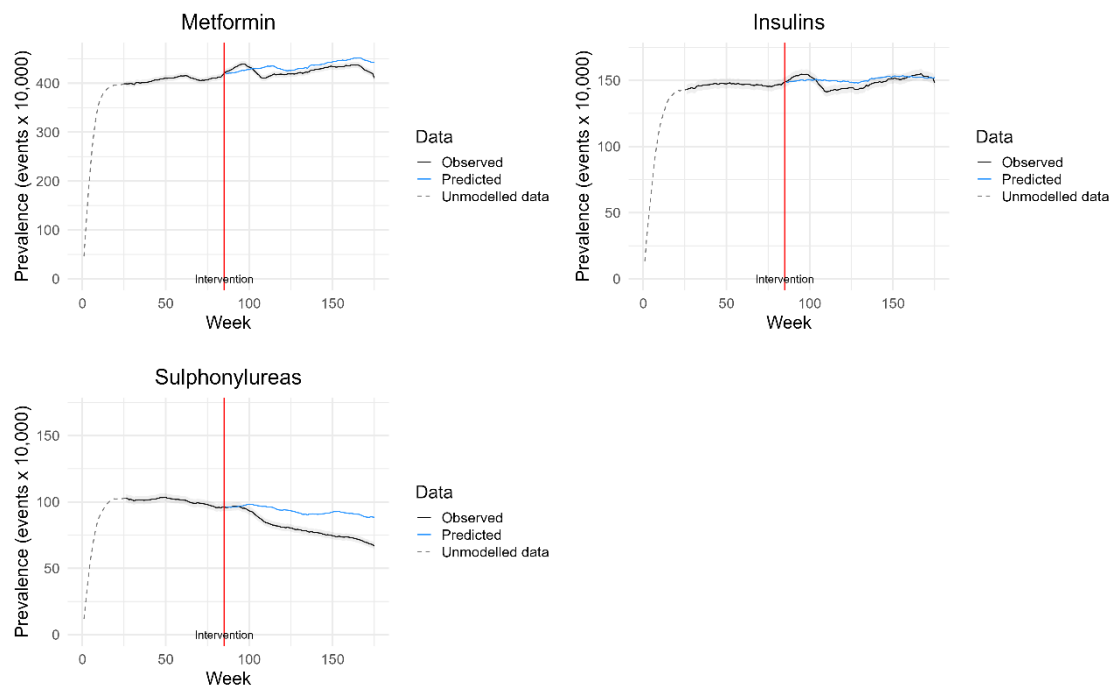 Metformin
Prevalence (events x 10,000)
400
300
200
100
0
Intervention
0
50
100
150
Week
Data
Observed
Predicted
Unmodelled data
Insulins
Prevalence (events x 10,000)
150
100
50
0
Intervention
0
50
100
150
Week
Data
Observed
Predicted
Unmodelled data
Sulphonylureas
Prevalence (events x 10,000)
150
100
50
0
Intervention
0
50
100
150
Week
Data
Observed
Predicted
Unmodelled data